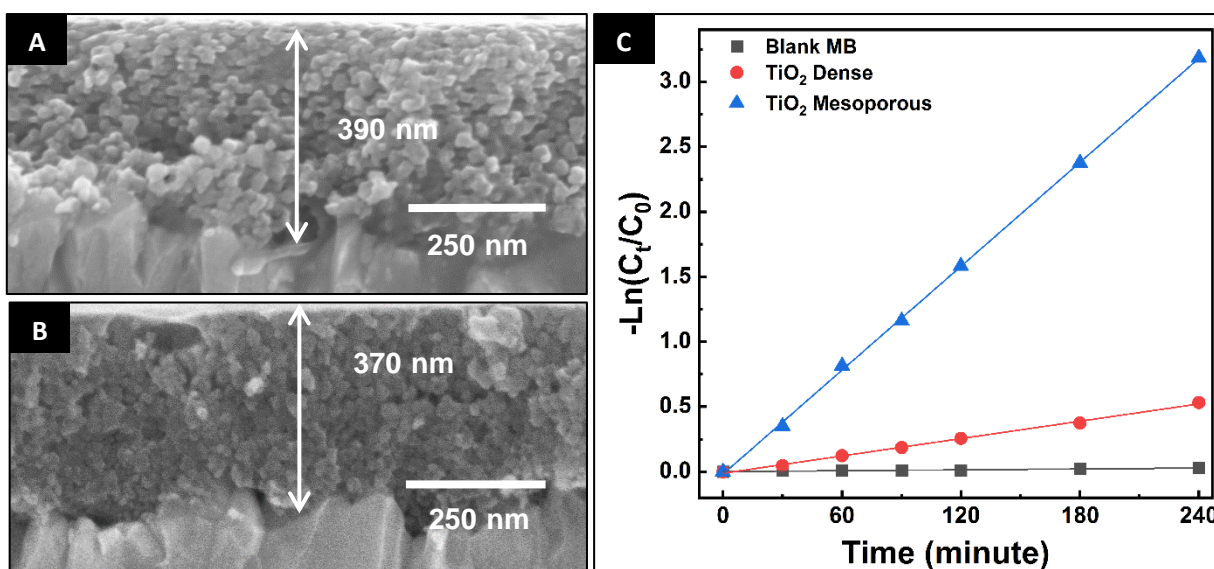 A
390 nm
250 nm
B
370 nm
250 nm
C
Blank MB
TiO₂ Dense
TiO₂ Mesoporous
-Ln(Cₜ/C₀)
3.0
2.5
2.0
1.5
1.0
0.5
0.0
0 60 120 180 240
Time (minute)